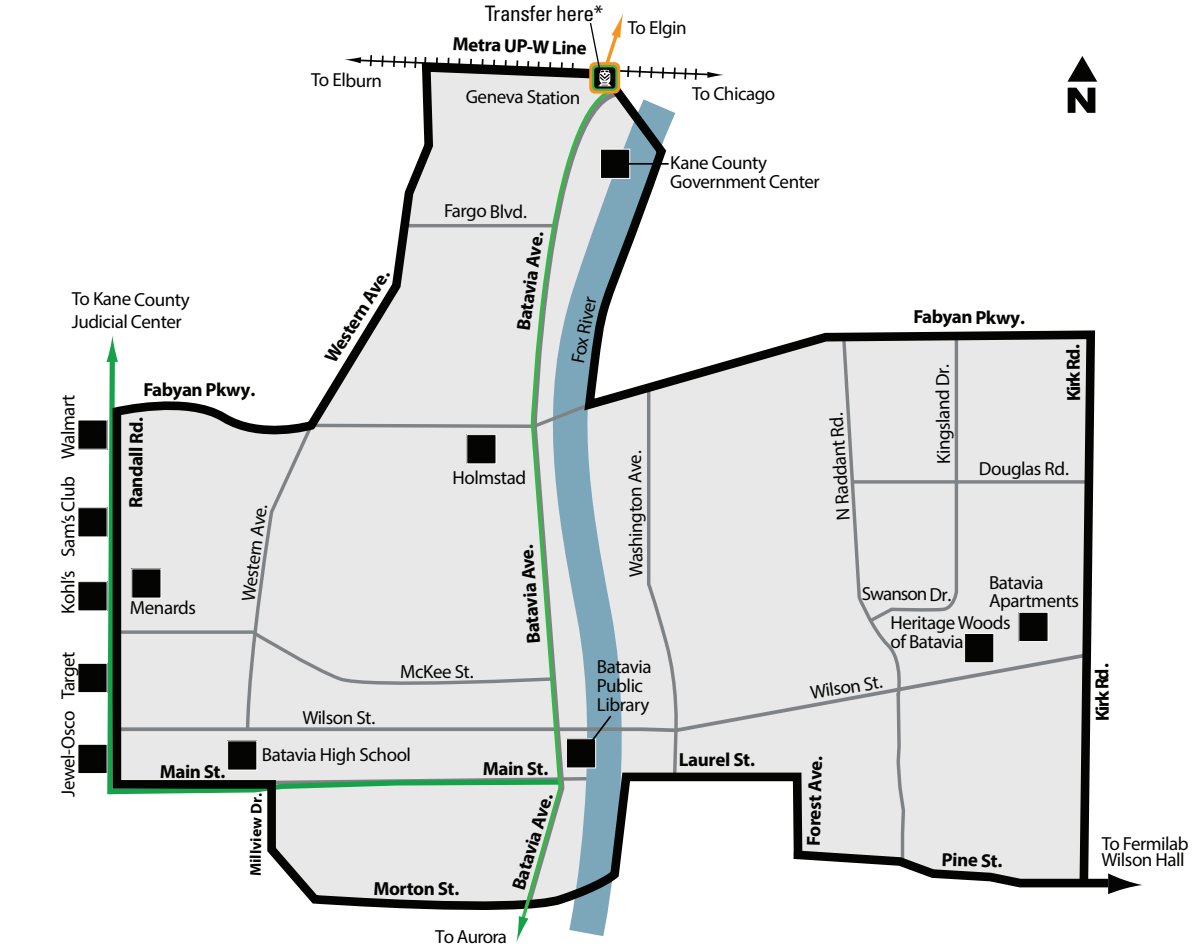 Transfer here*
To Elgin
Metra UP-W Line
To Elburn
To Chicago
Geneva Station
N
Kane County
Government Center
Fargo Blvd.
Batavia Ave.
Western Ave.
Fox River
To Kane County
Judicial Center
Fabyan Pkwy.
Fabyan Pkwy.
Kirk Rd.
Walmart
Randall Rd.
Holmstad
Washington Ave.
N Raddant Rd.
Kingsland Dr.
Douglas Rd.
Sam's Club
Western Ave.
Batavia Ave.
Kohl's
Menards
Swanson Dr.
Batavia
Apartments
Heritage Woods
of Batavia
Target
McKee St.
Batavia
Public
Library
Wilson St.
Kirk Rd.
Wilson St.
Jewel-Osco
Batavia High School
Main St.
Main St.
Laurel St.
Millview Dr.
Batavia Ave.
Forest Ave.
Pine St.
To Fermilab
Wilson Hall
Morton St.
To Aurora